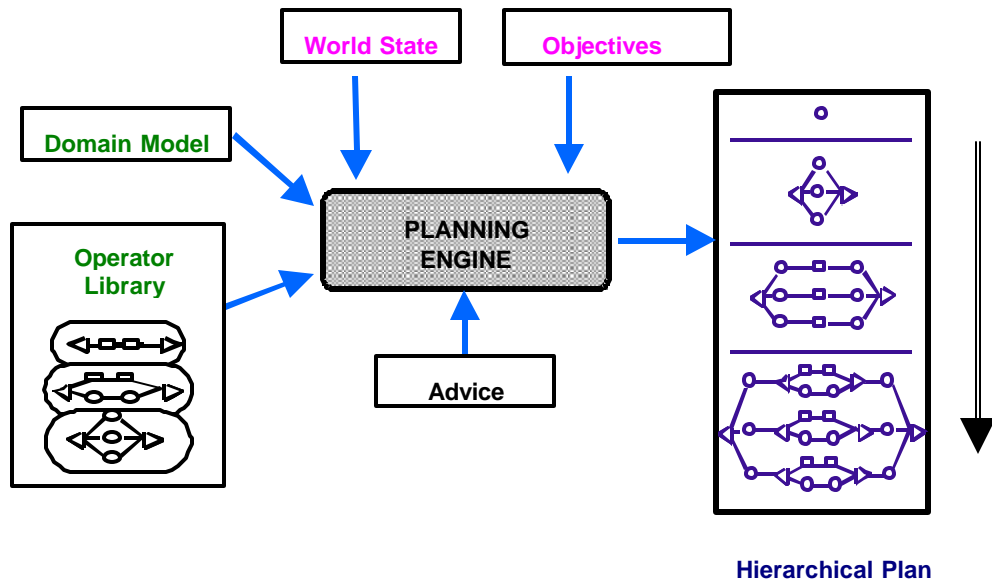 World State
Objectives
Domain Model
Operator
Library
PLANNING
ENGINE
Advice
Hierarchical Plan